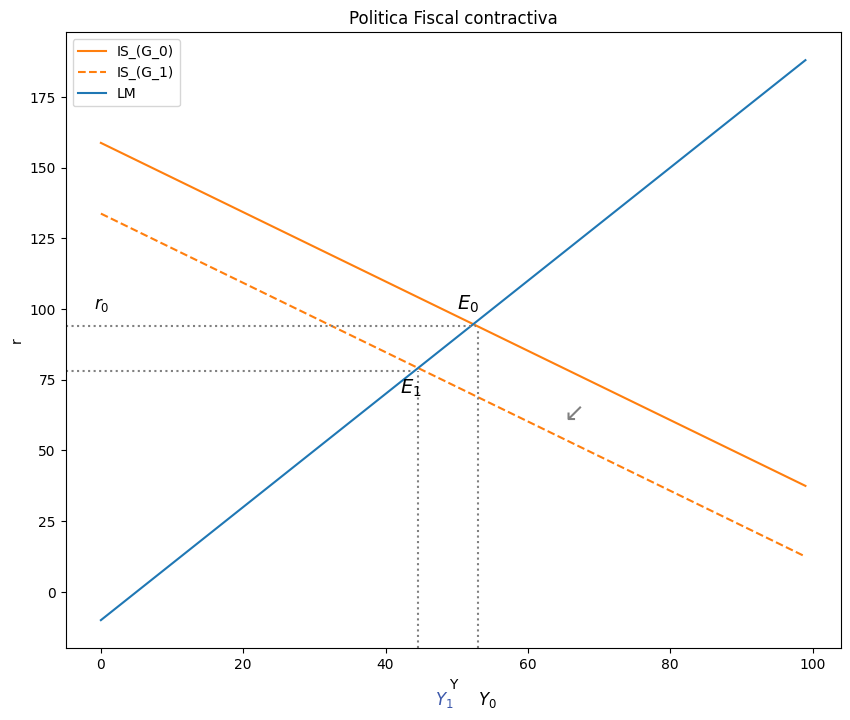 Politica Fiscal contractiva
IS_(G_0)
IS_(G_1)
LM
175
150
125
100
75
50
25
0
r
r₀
E₀
E₁
↙
0 20 40 60 80 100
Y
Y₁ Y₀